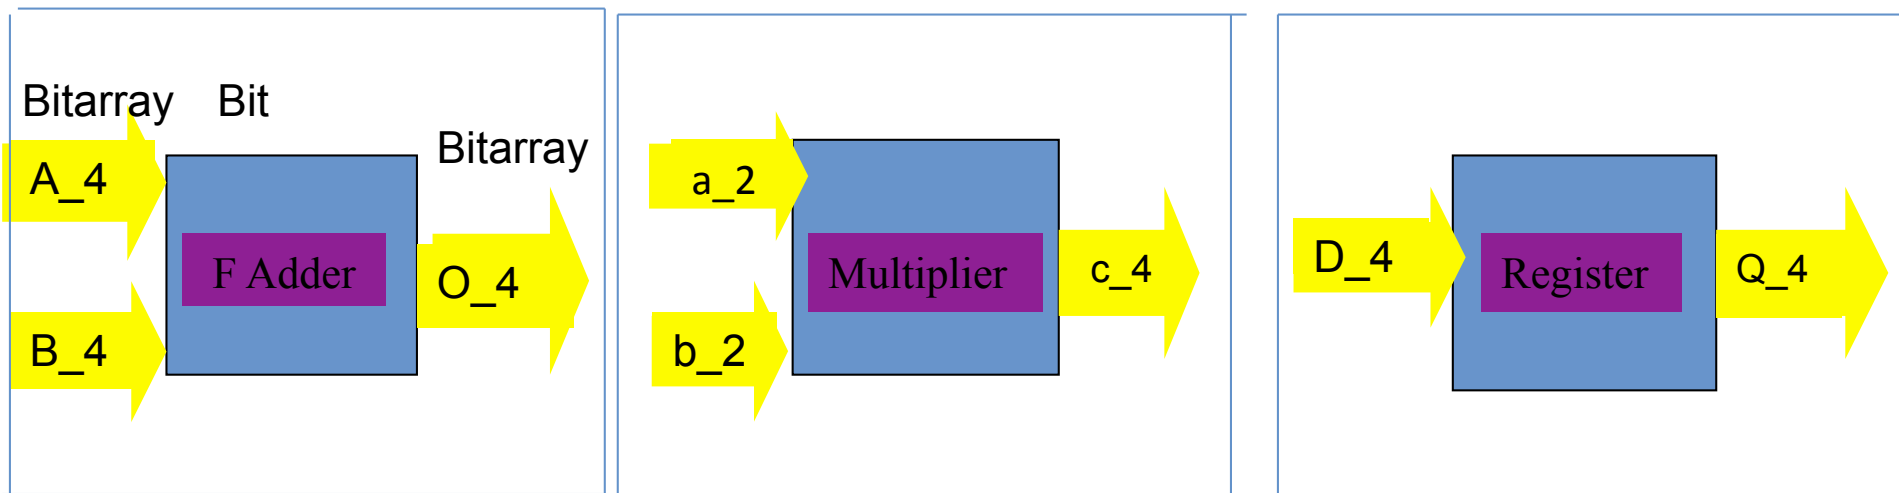 Bitarray Bit
Bitarray
A_4
F Adder
O_4
B_4
a_2
Multiplier
c_4
b_2
D_4
Register
Q_4